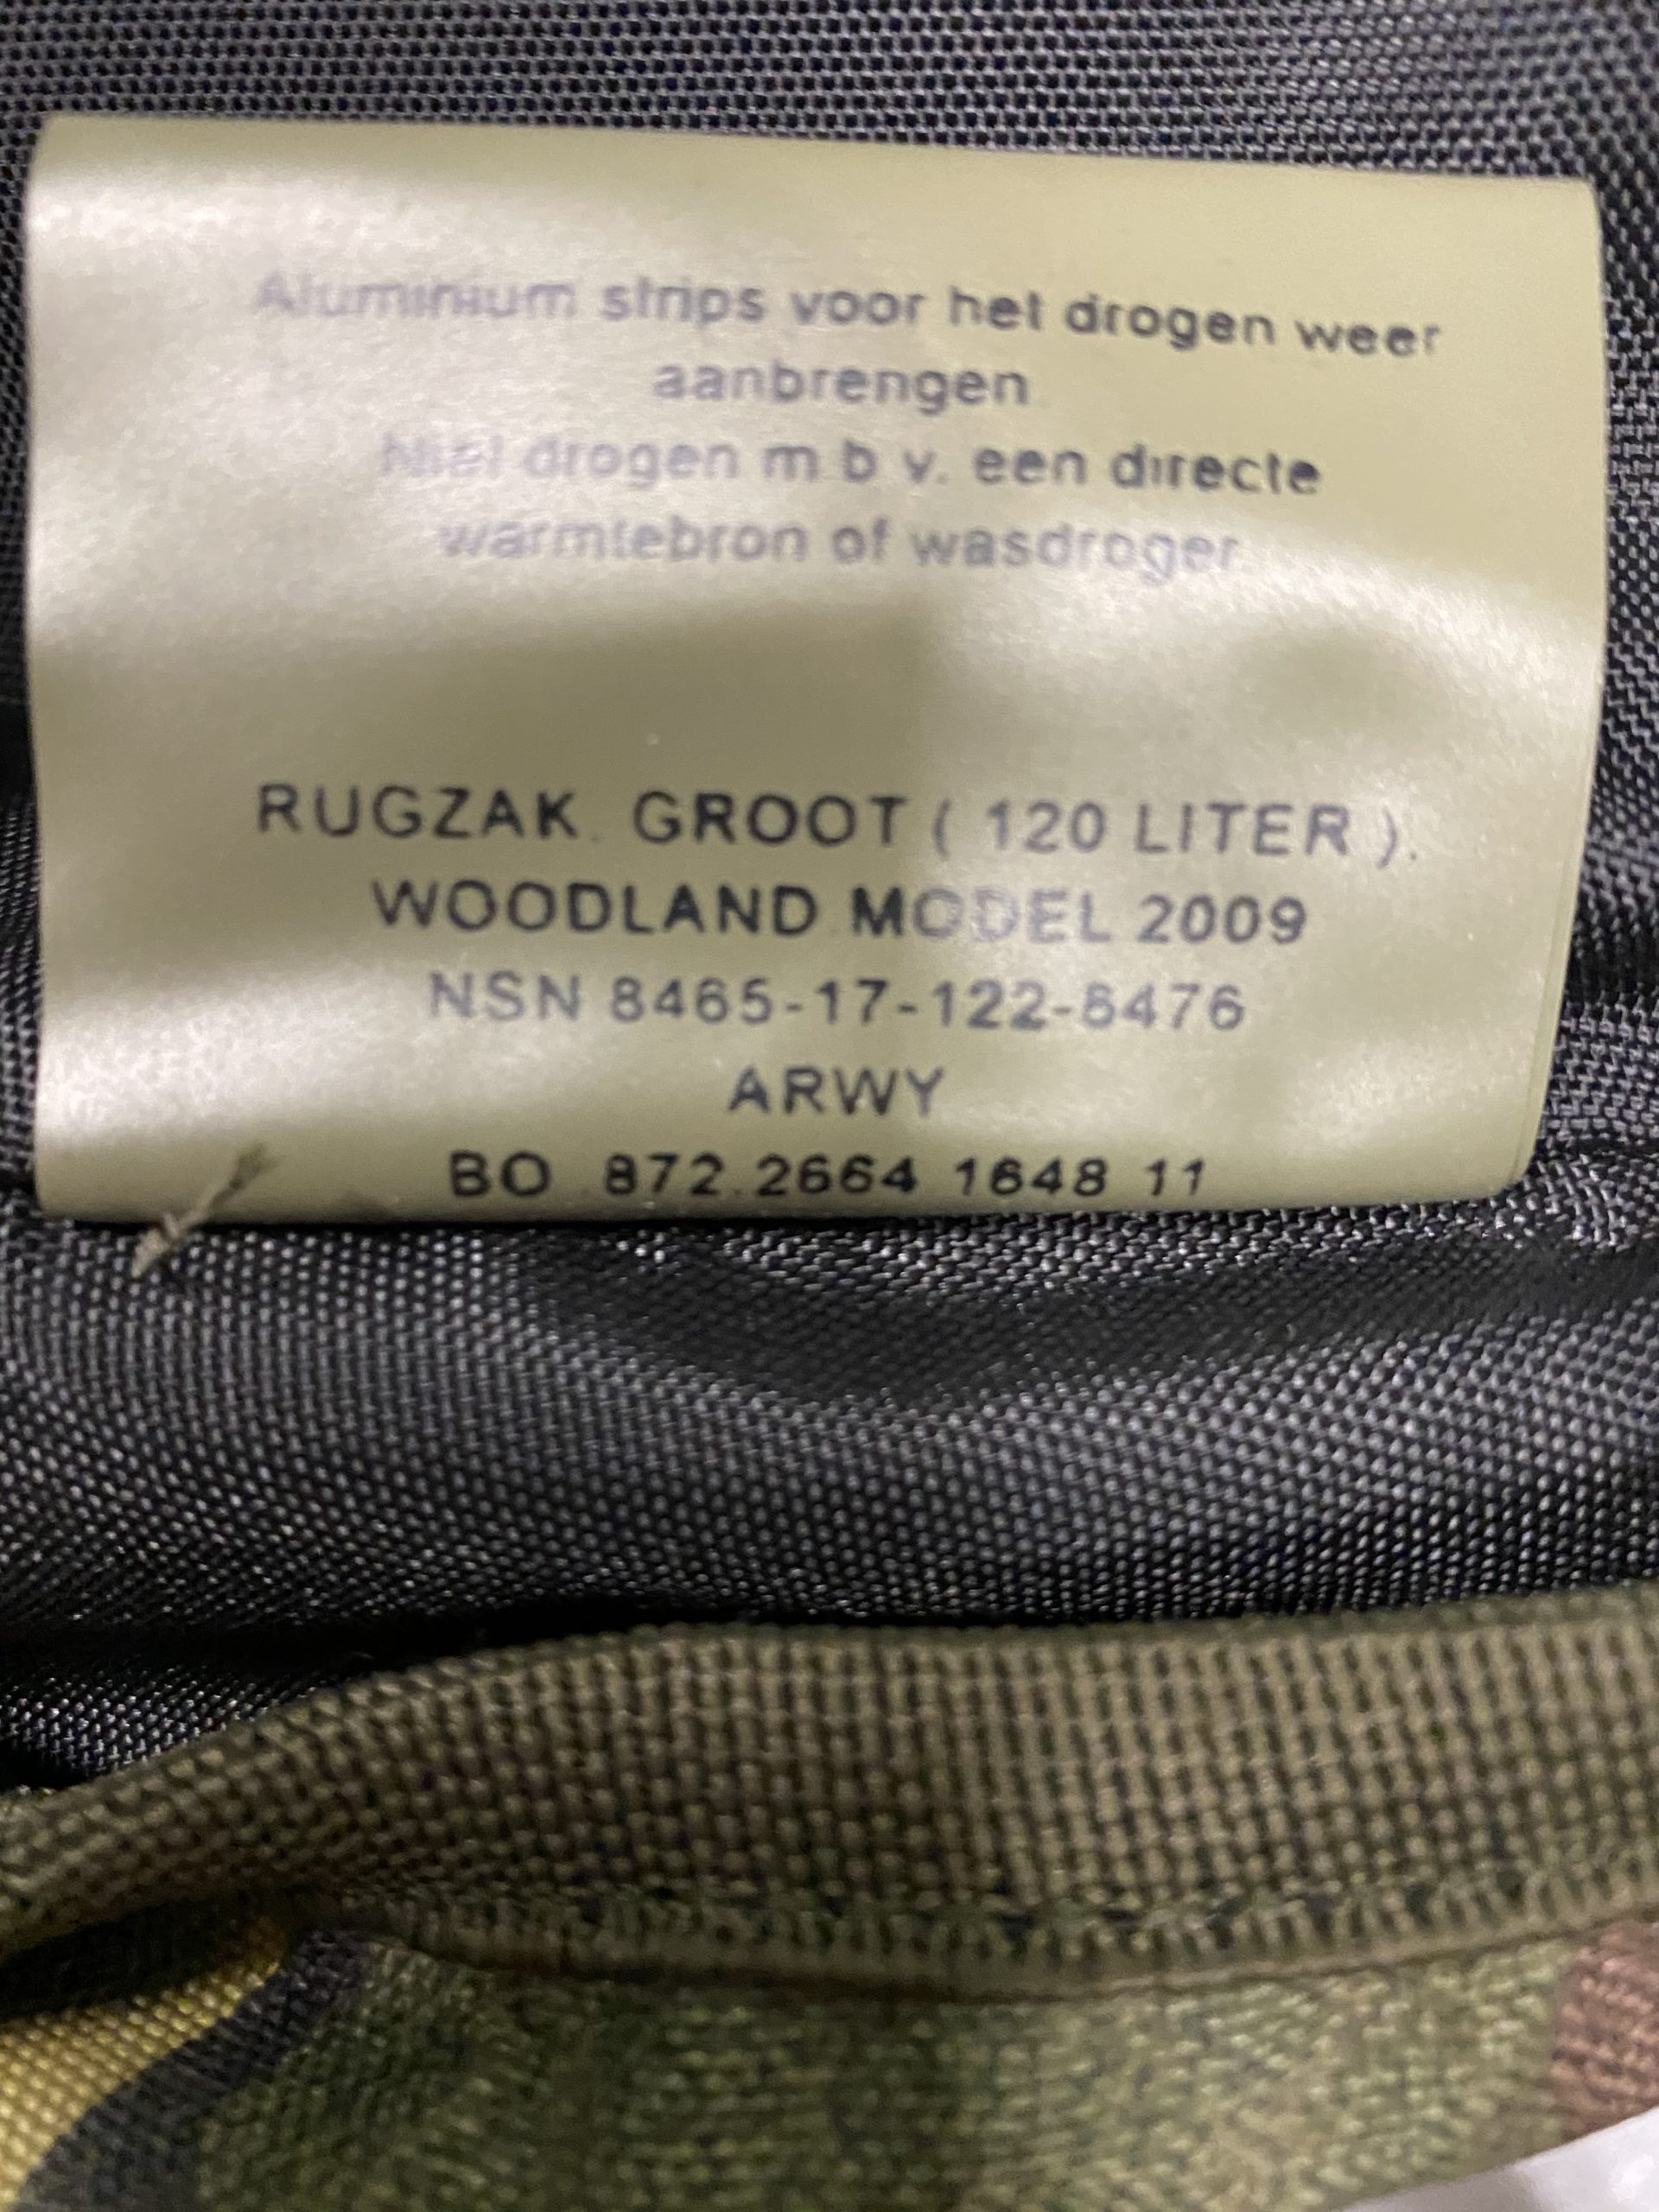 Aluminium strips voor het drogen weer
aanbrengen
Niet drogen m b v. een directe
warmtebron of wasdroger
RUGZAK. GROOT ( 120 LITER ).
WOODLAND MODEL 2009
NSN 8465-17-122-8476
ARWY
BO .872.2664 1648 11